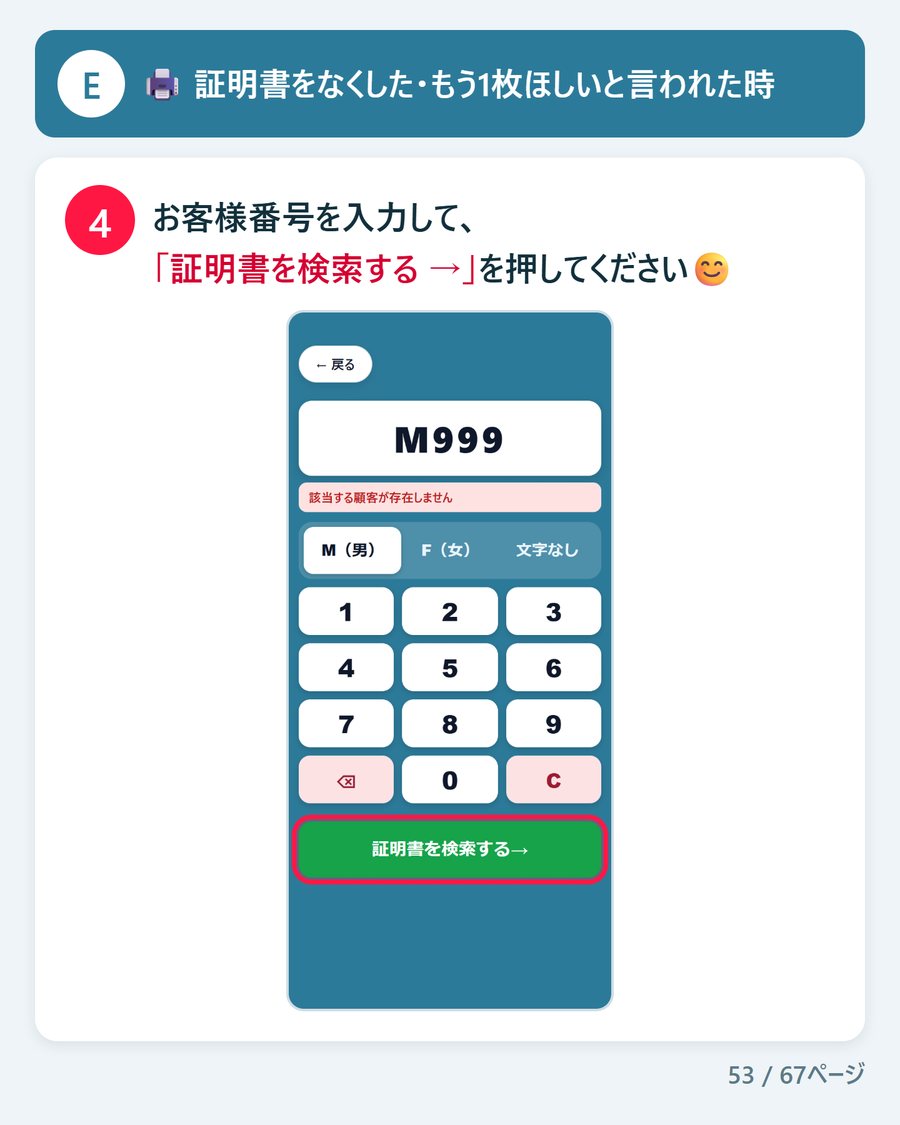 E 証明書をなくした・もう1枚ほしいと言われた時
4 お客様番号を入力して、
「証明書を検索する →」を押してください
← 戻る
M999
該当する顧客が存在しません
M（男） F（女） 文字なし
1 2 3
4 5 6
7 8 9
⌫ 0 C
証明書を検索する→
53 / 67ページ